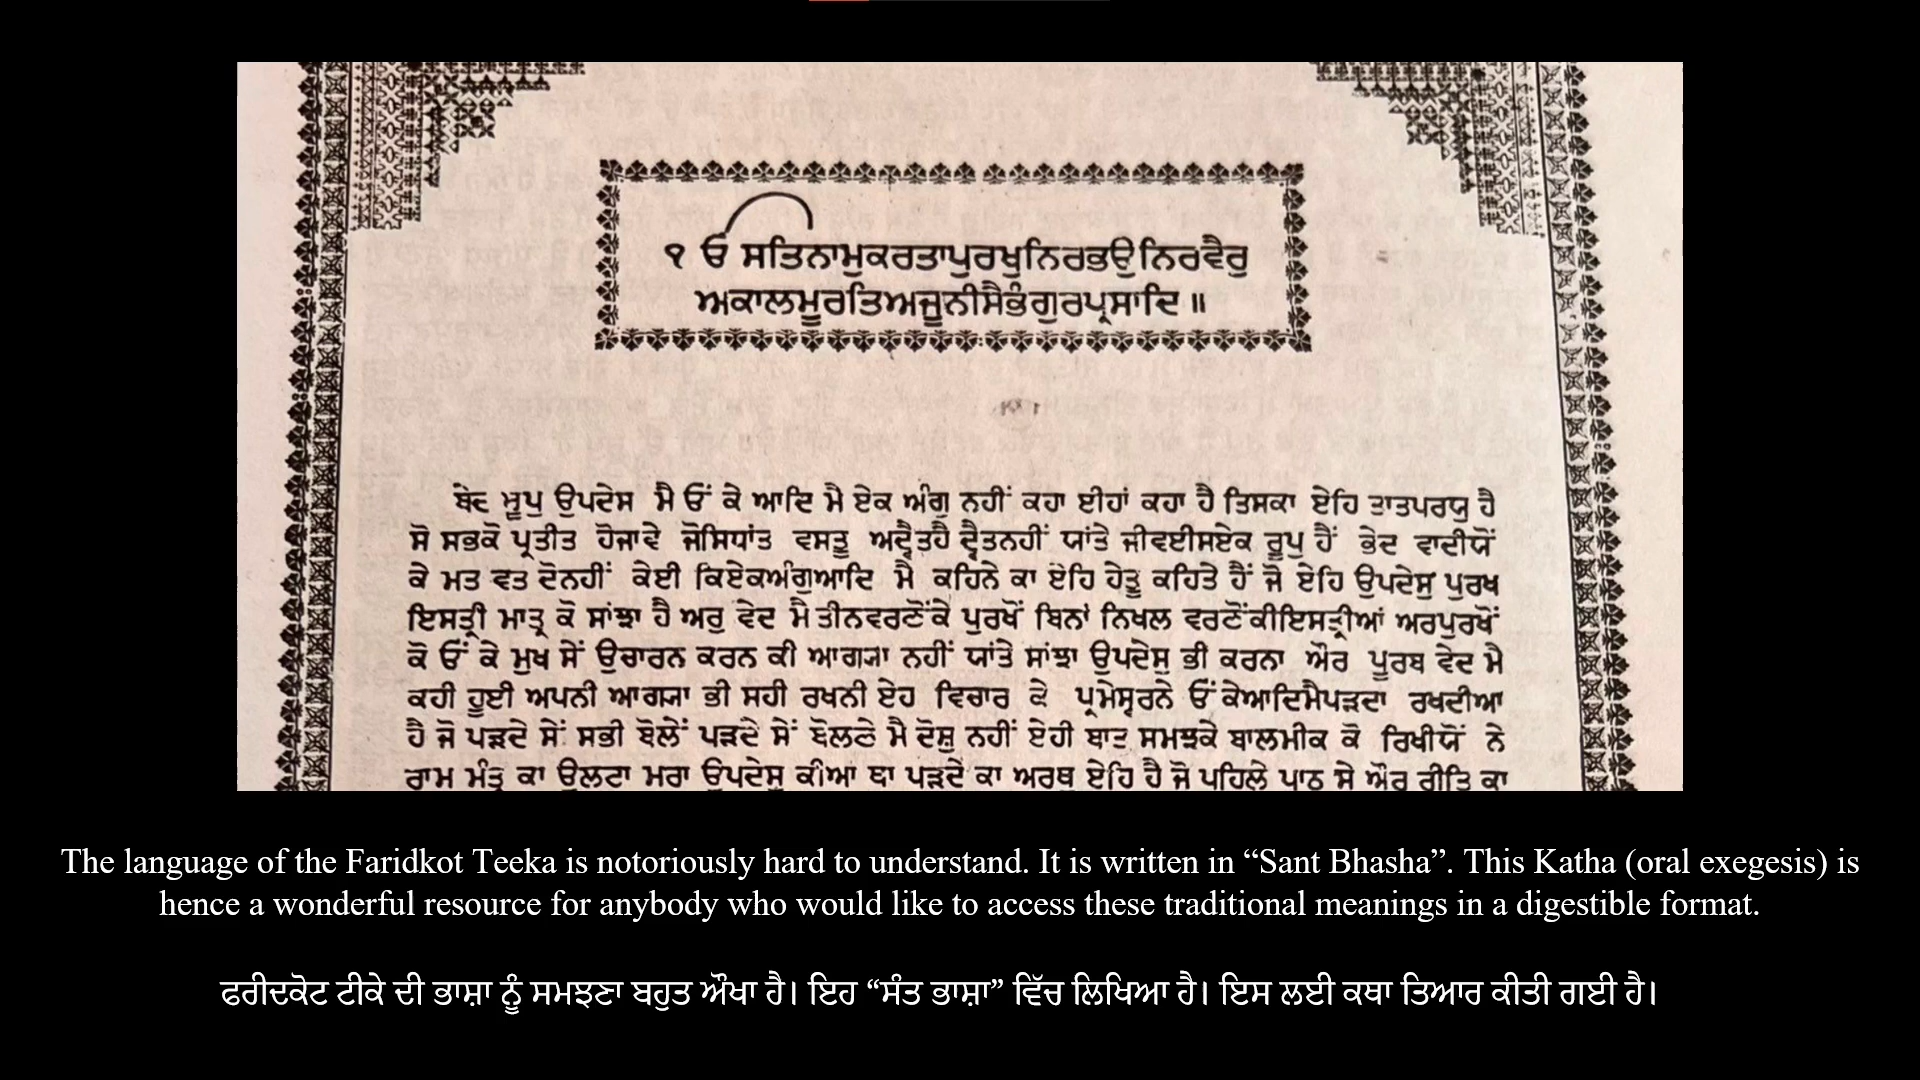 ੴ ਸਤਿਨਾਮੁਕਰਤਾਪੁਰਖੁਨਿਰਭਉਨਿਰਵੈਰੁ
ਅਕਾਲਮੂਰਤਿਅਜੂਨੀਸੈਭੰਗੁਰਪ੍ਰਸਾਦਿ ॥
ਬੇਦ ਰੂਪੁ ਉਪਦੇਸ ਮੈ ਓਂ ਕੇ ਆਦਿ ਮੈ ਏਕ ਅੰਗੁ ਨਹੀਂ ਕਹਾ ਈਹਾਂ ਕਹਾ ਹੈ ਤਿਸਕਾ ਏਹਿ ਤਾਤਪਰਯੁ ਹੈ
ਸੋ ਸਭਕੋ ਪ੍ਰਤੀਤ ਹੋਜਾਵੇ ਜੋਸਿਧਾਂਤ ਵਸਤੂ ਅਦ੍ਵੈਤਹੈ ਦ੍ਵੈਤਨਹੀਂ ਯਾਂਤੇ ਜੀਵਈਸਏਕ ਰੂਪੁ ਹੈਂ ਭੇਦ ਵਾਦੀਯੋਂ
ਕੇ ਮਤ ਵਤ ਦੋਨਹੀਂ ਕੇਈ ਕਿਏਕਅੰਗੁਆਦਿ ਮੈ ਕਹਿਨੇ ਕਾ ਏਹਿ ਹੇਤੂ ਕਹਿਤੇ ਹੈਂ ਜੋ ਏਹਿ ਉਪਦੇਸੁ ਪੁਰਖ
ਇਸਤ੍ਰੀ ਮਾਤ੍ਰ ਕੋ ਸਾਂਝਾ ਹੈ ਅਰੁ ਵੇਦ ਮੈ ਤੀਨਵਰਣੋਂਕੇ ਪੁਰਖੋਂ ਬਿਨਾਂ ਨਿਖਲ ਵਰਣੋਂਕੀਇਸਤ੍ਰੀਆਂ ਅਰਪੁਰਖੋਂ
ਕੋ ਓਂ ਕੇ ਮੁਖ ਸੇਂ ਉਚਾਰਨ ਕਰਨ ਕੀ ਆਗ੍ਯਾ ਨਹੀਂ ਯਾਂਤੇ ਸਾਂਝਾ ਉਪਦੇਸੁ ਭੀ ਕਰਨਾ ਔਰ ਪੂਰਬ ਵੇਦ ਮੈ
ਕਹੀ ਹੂਈ ਅਪਨੀ ਆਗ੍ਯਾ ਭੀ ਸਹੀ ਰਖਨੀ ਏਹ ਵਿਚਾਰ ਕੇ ਪ੍ਰਮੇਸ੍ਵਰਨੇ ਓਂਕੇਆਦਿਮੈਪੜਦਾ ਰਖਦੀਆ
ਹੈ ਜੋ ਪੜਦੇ ਸੇਂ ਸਭੀ ਬੋਲੇਂ ਪੜਦੇ ਸੇਂ ਬੋਲਣੇ ਮੈ ਦੋਸੁ ਨਹੀਂ ਏਹੀ ਬਾਤ ਸਮਝਕੇ ਬਾਲਮੀਕ ਕੋ ਰਿਖੀਯੋਂ ਨੇ
ਰਾਮ ਮੰਤ੍ਰ ਕਾ ਉਲਟਾ ਮਰਾ ਉਪਦੇਸੁ ਕੀਆ ਥਾ ਪੜਦੇ ਕਾ ਅਰਥ ਏਹਿ ਹੈ ਜੋ ਪਹਿਲੇ ਪਾਠ ਸੇ ਔਰ ਰੀਤਿ ਕਾ
The language of the Faridkot Teeka is notoriously hard to understand. It is written in “Sant Bhasha”. This Katha (oral exegesis) is
hence a wonderful resource for anybody who would like to access these traditional meanings in a digestible format.
ਫਰੀਦਕੋਟ ਟੀਕੇ ਦੀ ਭਾਸ਼ਾ ਨੂੰ ਸਮਝਣਾ ਬਹੁਤ ਔਖਾ ਹੈ। ਇਹ “ਸੰਤ ਭਾਸ਼ਾ” ਵਿੱਚ ਲਿਖਿਆ ਹੈ। ਇਸ ਲਈ ਕਥਾ ਤਿਆਰ ਕੀਤੀ ਗਈ ਹੈ।